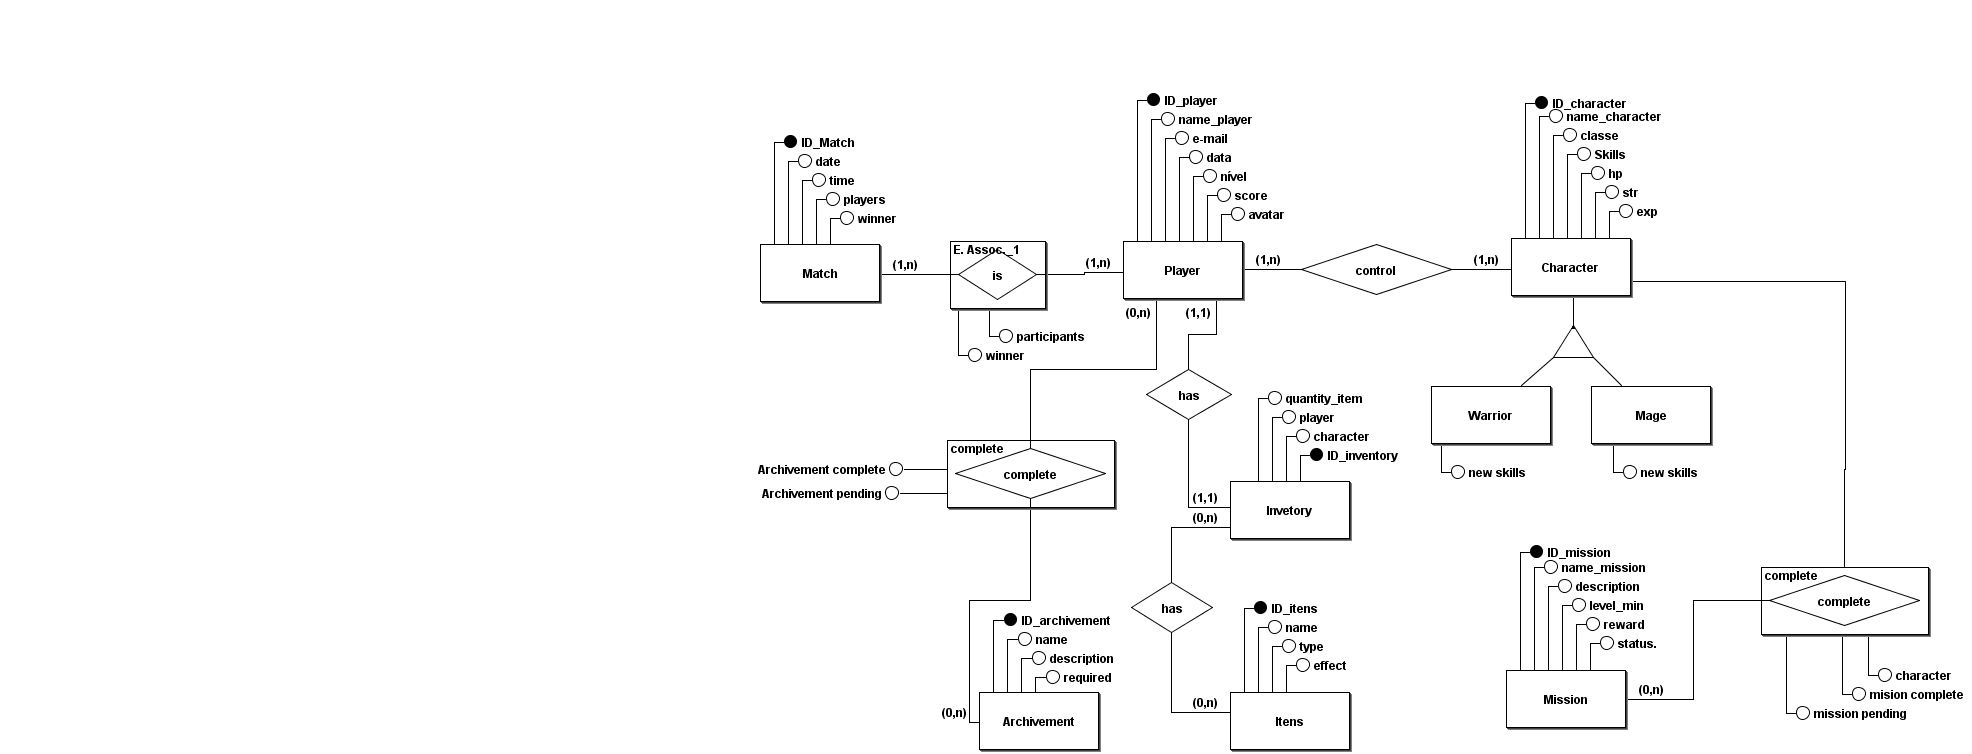 ID_Match
date
time
players
winner
Match
(1,n)
E. Assoc._1
is
participants
winner
(1,n)
ID_player
name_player
e-mail
data
nível
score
avatar
Player
(1,n)
control
(1,n)
ID_character
name_character
classe
Skills
hp
str
exp
Character
(0,n)
(1,1)
has
Warrior
new skills
Mage
new skills
complete
complete
Archivement complete
Archivement pending
quantity_item
player
character
ID_inventory
(1,1)
(0,n)
Invetory
has
ID_archivement
name
description
required
(0,n)
Archivement
ID_itens
name
type
effect
(0,n)
Itens
ID_mission
name_mission
description
level_min
reward
status.
Mission
(0,n)
complete
complete
character
mision complete
mission pending